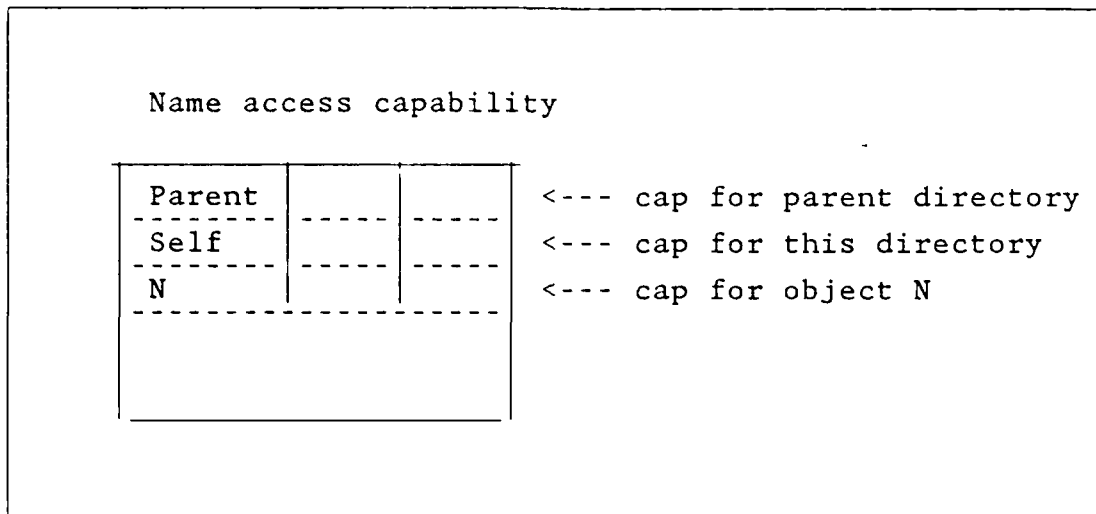 Name access capability
Parent <--- cap for parent directory
Self <--- cap for this directory
N <--- cap for object N